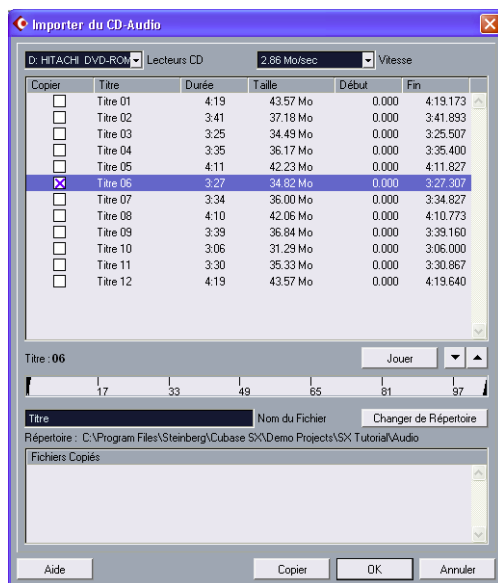 Importer du CD-Audio
D: HITACHI DVD-ROM Lecteurs CD 2.86 Mo/sec Vitesse
Copier Titre Durée Taille Début Fin
Titre 01 4:19 43.57 Mo 0.000 4:19.173
Titre 02 3:41 37.18 Mo 0.000 3:41.893
Titre 03 3:25 34.49 Mo 0.000 3:25.507
Titre 04 3:35 36.17 Mo 0.000 3:35.400
Titre 05 4:11 42.23 Mo 0.000 4:11.827
Titre 06 3:27 34.82 Mo 0.000 3:27.307
Titre 07 3:34 36.00 Mo 0.000 3:34.827
Titre 08 4:10 42.06 Mo 0.000 4:10.773
Titre 09 3:39 36.84 Mo 0.000 3:39.160
Titre 10 3:06 31.29 Mo 0.000 3:06.000
Titre 11 3:30 35.33 Mo 0.000 3:30.867
Titre 12 4:19 43.57 Mo 0.000 4:19.640
Titre : 06 Jouer
17 33 49 65 81 97
Titre Nom du Fichier Changer de Répertoire
Répertoire : C:\Program Files\Steinberg\Cubase SX\Demo Projects\SX Tutorial\Audio
Fichiers Copiés
Aide Copier OK Annuler